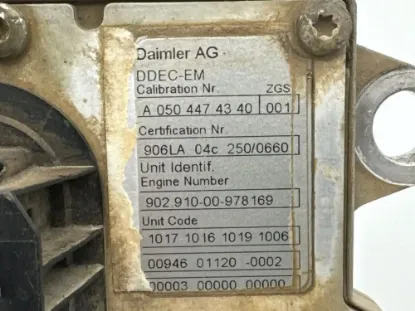 Daimler AG
DDEC-EM
Calibration Nr. ZGS
A 050 447 43 40 001
Certification Nr.
906LA 04c 250/0660
Unit Identif.
Engine Number
902.910-00-978169
Unit Code
1017 1016 1019 1006
00946 01120 -0002
00003 00000 00000